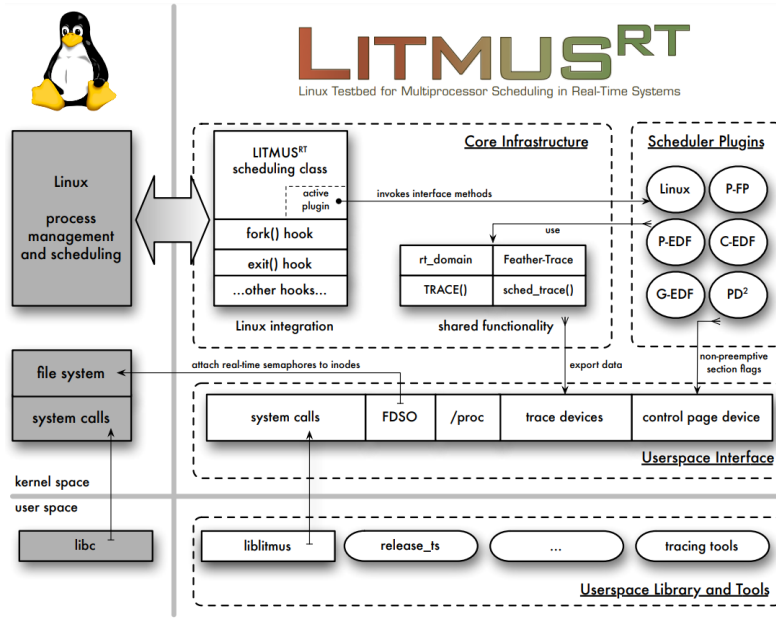 LITMUS^RT
Linux Testbed for Multiprocessor Scheduling in Real-Time Systems
Linux
process
management
and scheduling
Core Infrastructure
LITMUS^RT
scheduling class
active
plugin
fork() hook
exit() hook
...other hooks...
Linux integration
invokes interface methods
use
rt_domain
Feather-Trace
TRACE()
sched_trace()
shared functionality
Scheduler Plugins
Linux
P-FP
P-EDF
C-EDF
G-EDF
PD²
non-preemptive
section flags
export data
attach real-time semaphores to inodes
file system
system calls
system calls
FDSO
/proc
trace devices
control page device
Userspace Interface
kernel space
user space
libc
liblitmus
release_ts
...
tracing tools
Userspace Library and Tools